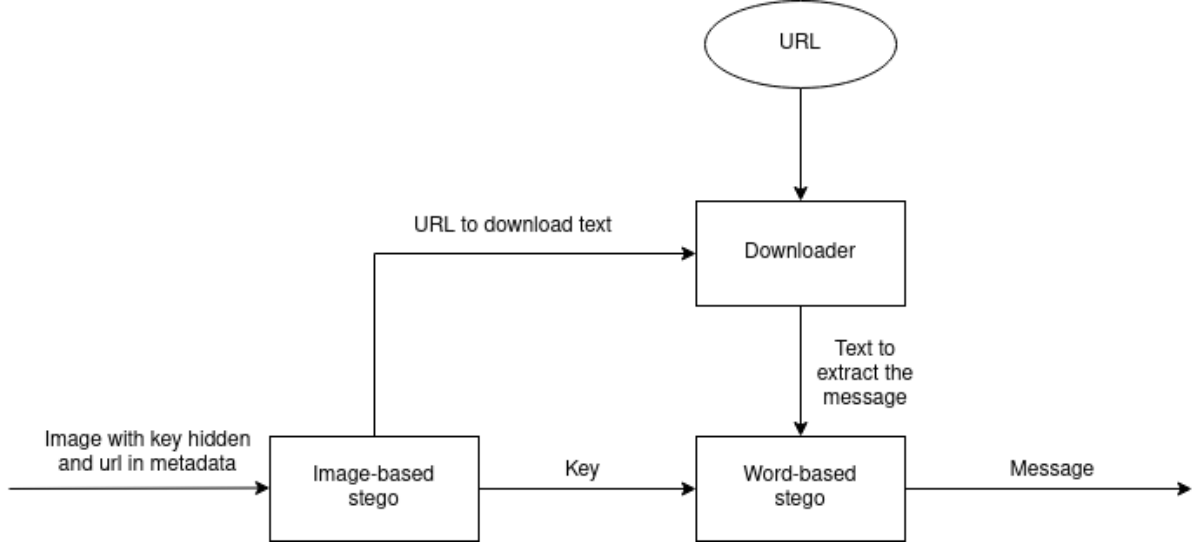 URL
URL to download text
Downloader
Text to
extract the
message
Image with key hidden
and url in metadata
Image-based
stego
Key
Word-based
stego
Message